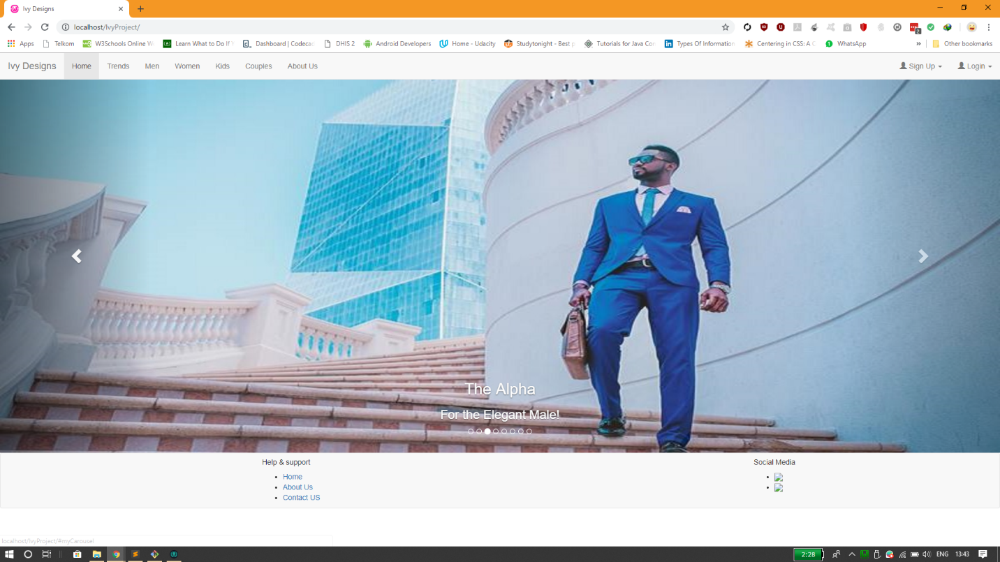 Ivy Designs
localhost/IvyProject/
Apps Telkom W3Schools Online W Learn What to Do If Y Dashboard | Codecac DHIS 2 Android Developers Home - Udacity Studytonight - Best p Tutorials for Java Cor Types Of Information Centering in CSS: A C WhatsApp » Other bookmarks
Ivy Designs Home Trends Men Women Kids Couples About Us Sign Up Login
The Alpha
For the Elegant Male!
Help & support Social Media
Home
About Us
Contact US
localhost/IvyProject/#myCarousel
2:28 ENG 13:43